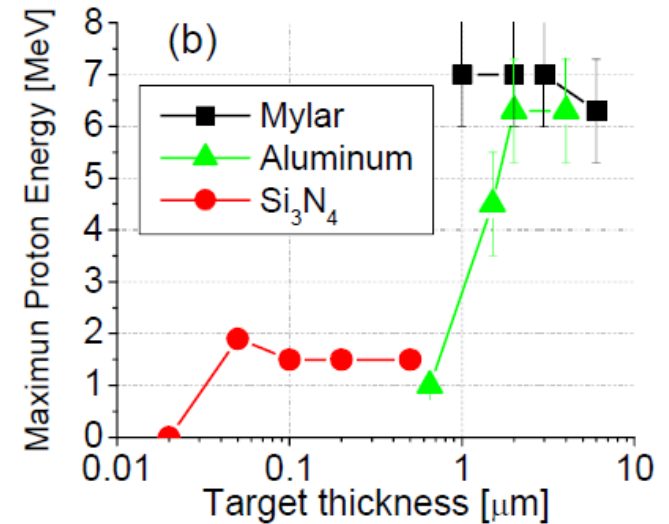 (b)
Maximun Proton Energy [MeV]
8
7
6
5
4
3
2
1
0
Mylar
Aluminum
Si₃N₄
0.01 0.1 1 10
Target thickness [μm]